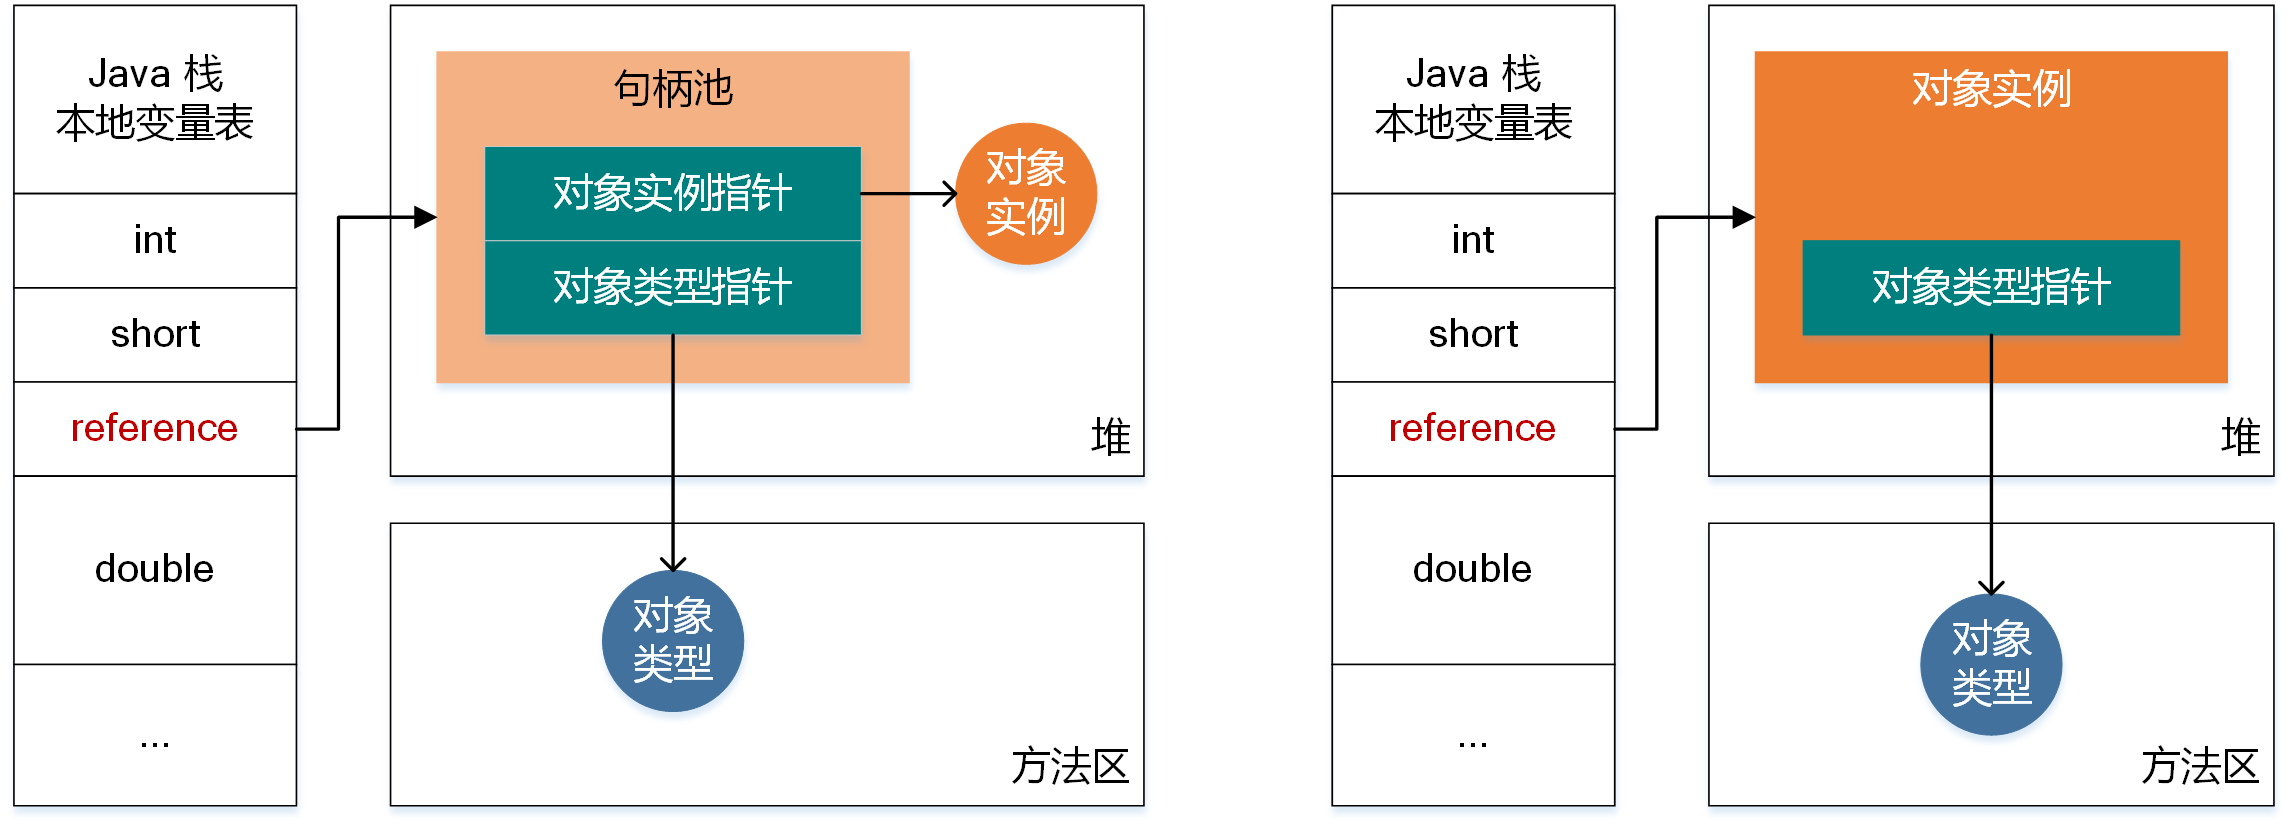 Java 栈
本地变量表
int
short
reference
double
...
句柄池
对象实例指针
对象类型指针
对象
实例
堆
对象
类型
方法区
Java 栈
本地变量表
int
short
reference
double
...
对象实例
对象类型指针
堆
对象
类型
方法区